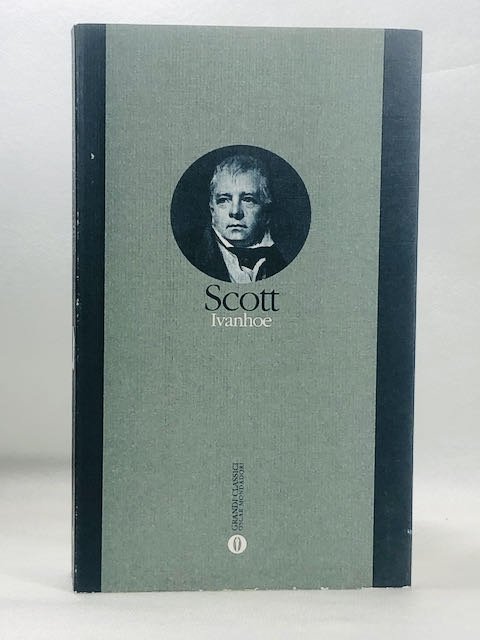 Scott
Ivanhoe
GRANDI CLASSICI
OSCAR MONDADORI